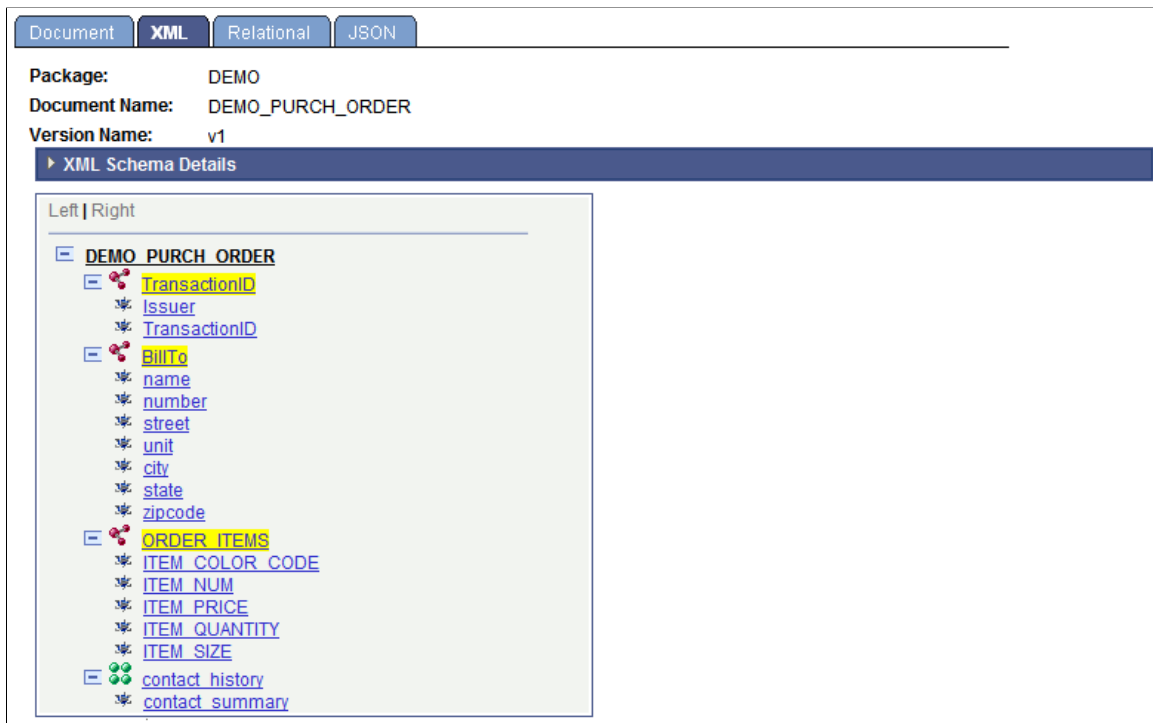 Document XML Relational JSON
Package: DEMO
Document Name: DEMO_PURCH_ORDER
Version Name: v1
XML Schema Details
Left | Right
DEMO_PURCH_ORDER
TransactionID
Issuer
TransactionID
BillTo
name
number
street
unit
city
state
zipcode
ORDER_ITEMS
ITEM_COLOR_CODE
ITEM_NUM
ITEM_PRICE
ITEM_QUANTITY
ITEM_SIZE
contact_history
contact_summary